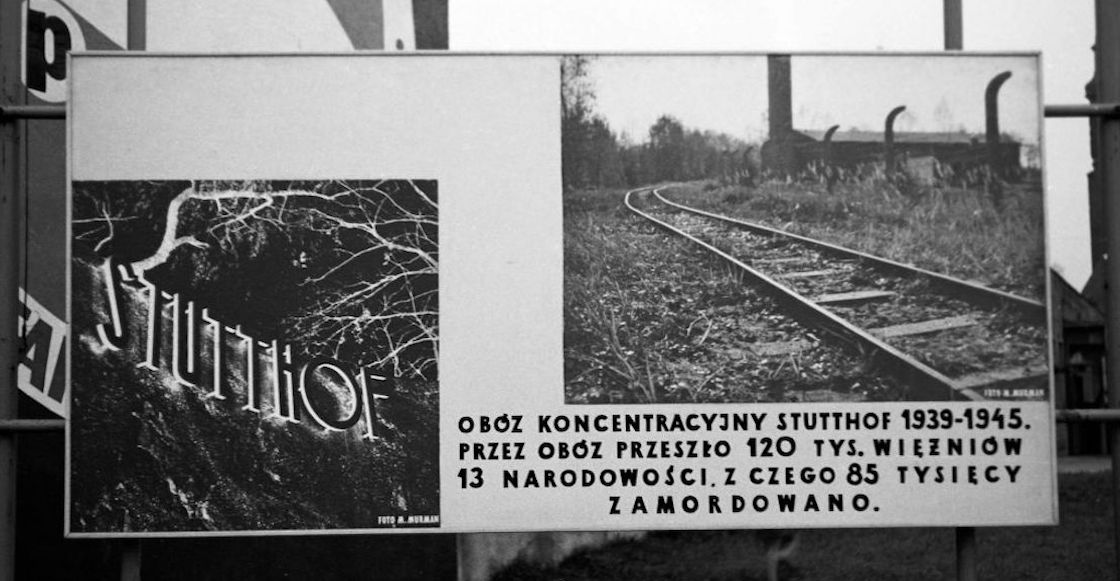 p
AI
STUTTHOF
FOTO M. MURMAN
FOTO M. MURMAN
OBÓZ KONCENTRACYJNY STUTTHOF 1939-1945.
PRZEZ OBÓZ PRZESZŁO 120 TYS. WIĘŹNIÓW
13 NARODOWOŚCI, Z CZEGO 85 TYSIĘCY
ZAMORDOWANO.